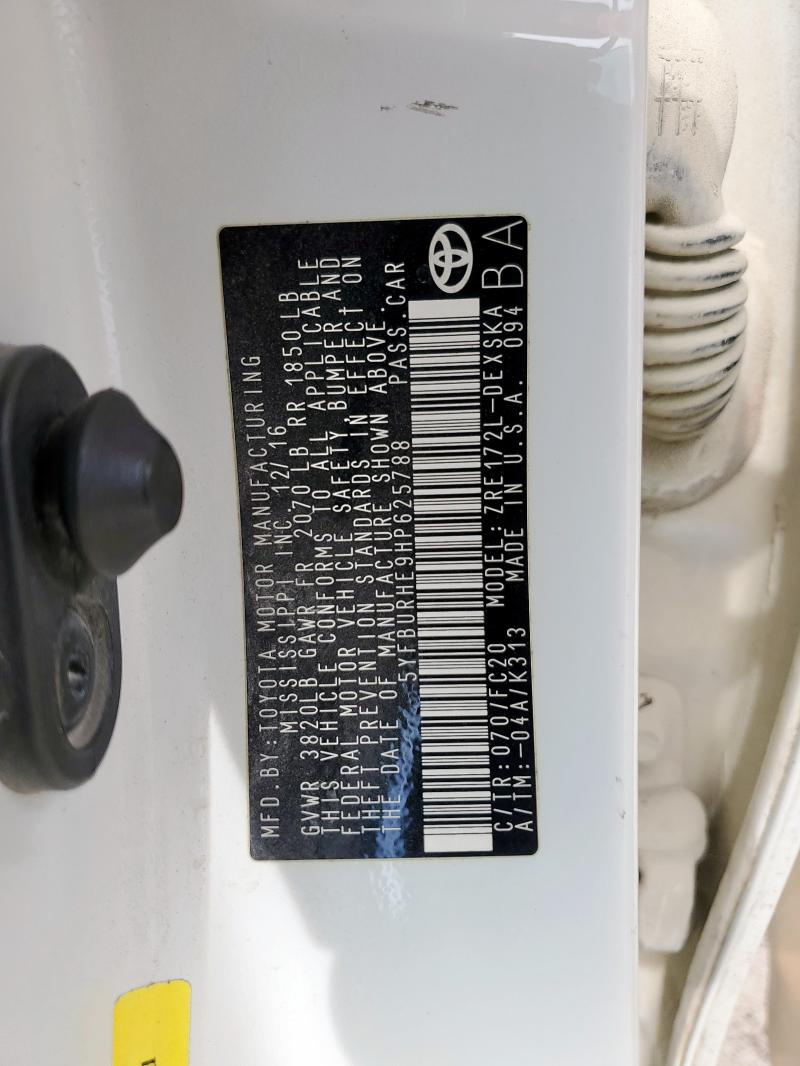 MFD.BY:TOYOTA MOTOR MANUFACTURING
MISSISSIPPI INC. 12/16
GVWR 3820LB GAWR FR 2070LB RR 1850LB
THIS VEHICLE CONFORMS TO ALL APPLICABLE
FEDERAL MOTOR VEHICLE SAFETY,BUMPER AND
THEFT PREVENTION STANDARDS IN EFFECT ON
THE DATE OF MANUFACTURE SHOWN ABOVE.
5YFBURHE9HP625788 PASS.CAR
C/TR:070/FC20 MODEL:ZRE172L-DEXSKA
A/TM:-04A/K313 MADE IN U.S.A. 094
BA